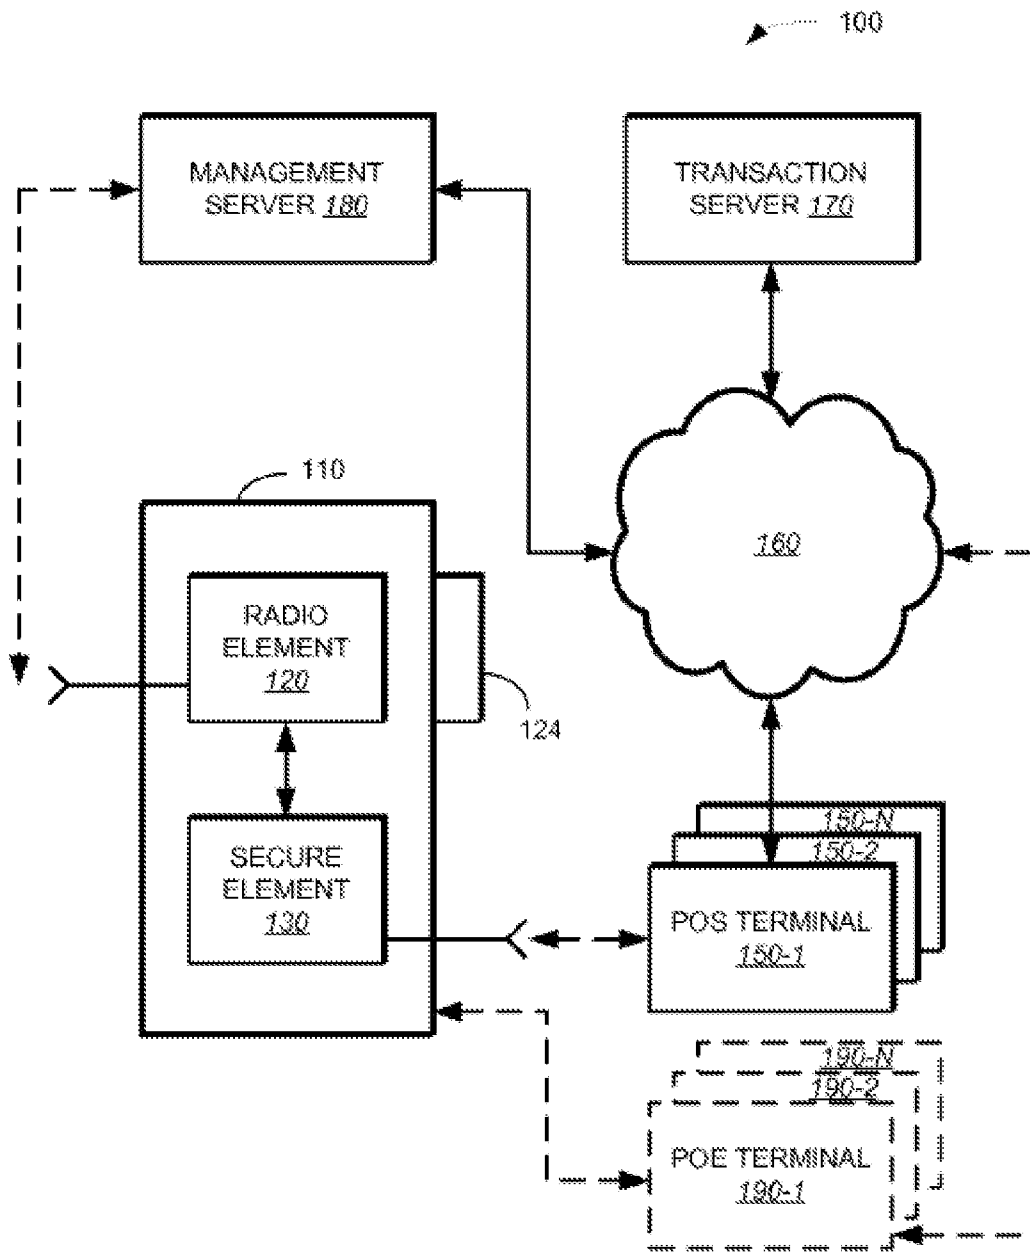 100
MANAGEMENT
SERVER 180
TRANSACTION
SERVER 170
110
160
RADIO
ELEMENT
120
124
SECURE
ELEMENT
130
150-N
150-2
POS TERMINAL
150-1
190-N
190-2
POE TERMINAL
190-1